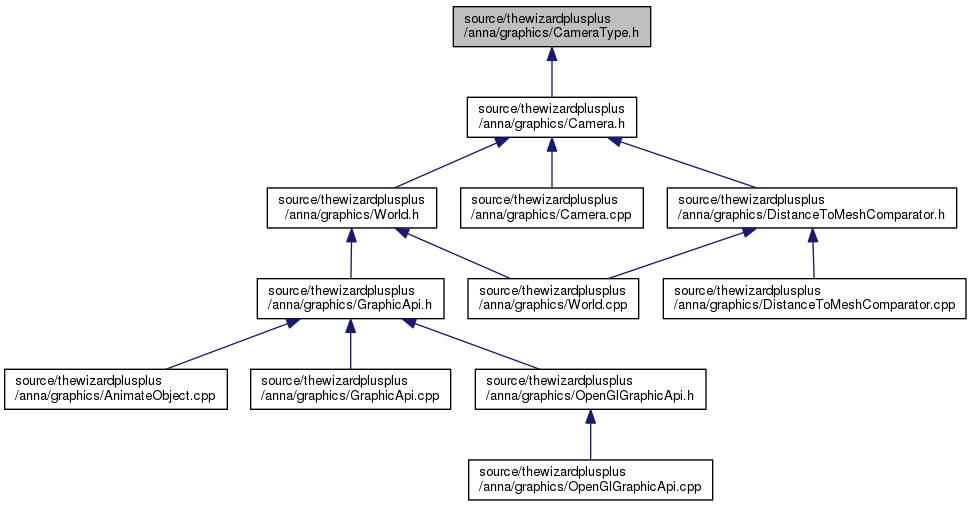 source/thewizardplusplus
/anna/graphics/CameraType.h
source/thewizardplusplus
/anna/graphics/Camera.h
source/thewizardplusplus
/anna/graphics/World.h
source/thewizardplusplus
/anna/graphics/Camera.cpp
source/thewizardplusplus
/anna/graphics/DistanceToMeshComparator.h
source/thewizardplusplus
/anna/graphics/GraphicApi.h
source/thewizardplusplus
/anna/graphics/World.cpp
source/thewizardplusplus
/anna/graphics/DistanceToMeshComparator.cpp
source/thewizardplusplus
/anna/graphics/AnimateObject.cpp
source/thewizardplusplus
/anna/graphics/GraphicApi.cpp
source/thewizardplusplus
/anna/graphics/OpenGlGraphicApi.h
source/thewizardplusplus
/anna/graphics/OpenGlGraphicApi.cpp